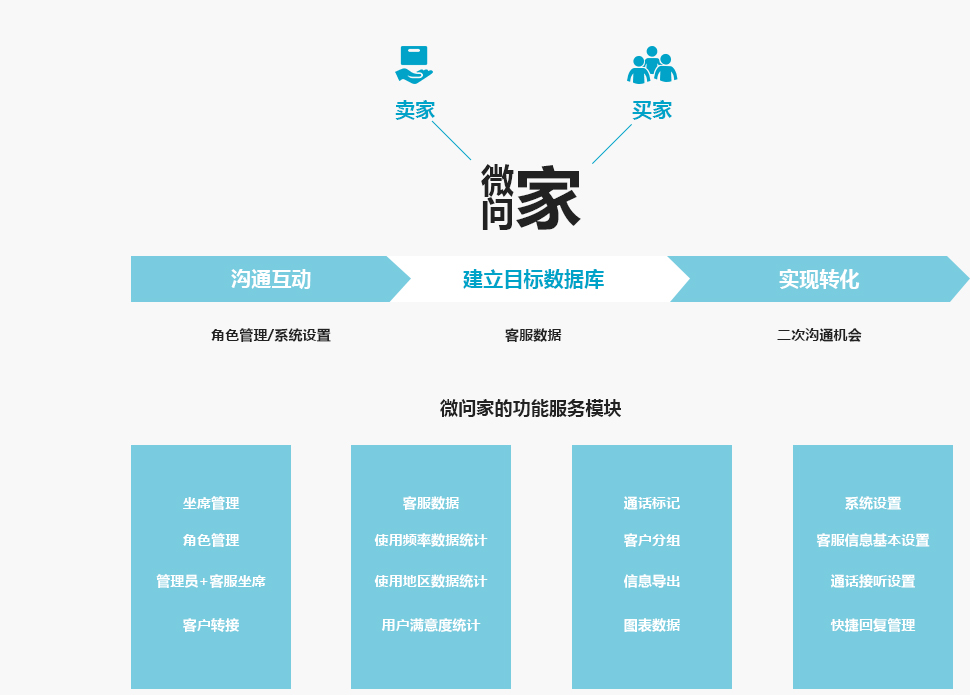 卖家
买家
微问家
沟通互动
建立目标数据库
实现转化
角色管理/系统设置
客服数据
二次沟通机会
微问家的功能服务模块
坐席管理
角色管理
管理员+客服坐席
客户转接
客服数据
使用频率数据统计
使用地区数据统计
用户满意度统计
通话标记
客户分组
信息导出
图表数据
系统设置
客服信息基本设置
通话接听设置
快捷回复管理